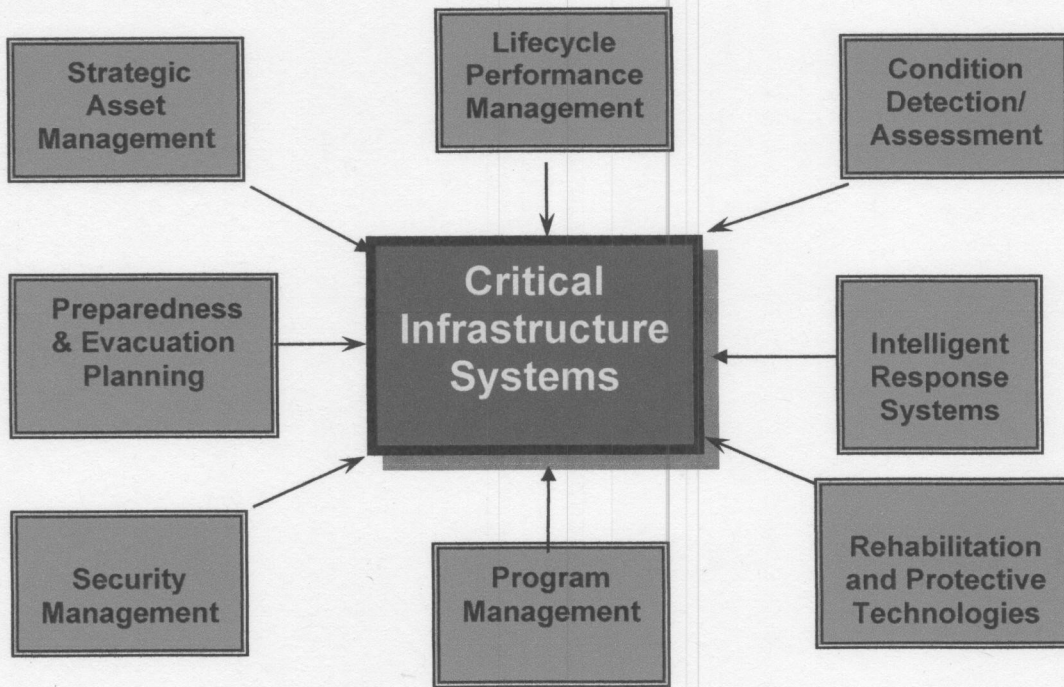 Strategic
Asset
Management
Lifecycle
Performance
Management
Condition
Detection/
Assessment
Preparedness
& Evacuation
Planning
Critical
Infrastructure
Systems
Intelligent
Response
Systems
Security
Management
Program
Management
Rehabilitation
and Protective
Technologies